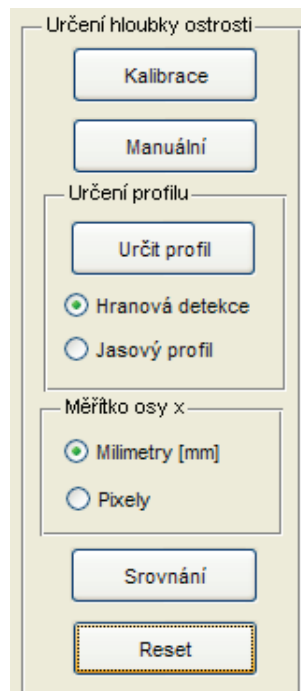 Určení hloubky ostrosti
Kalibrace
Manuální
Určení profilu
Určit profil
Hranová detekce
Jasový profil
Měřítko osy x
Milimetry [mm]
Pixely
Srovnání
Reset